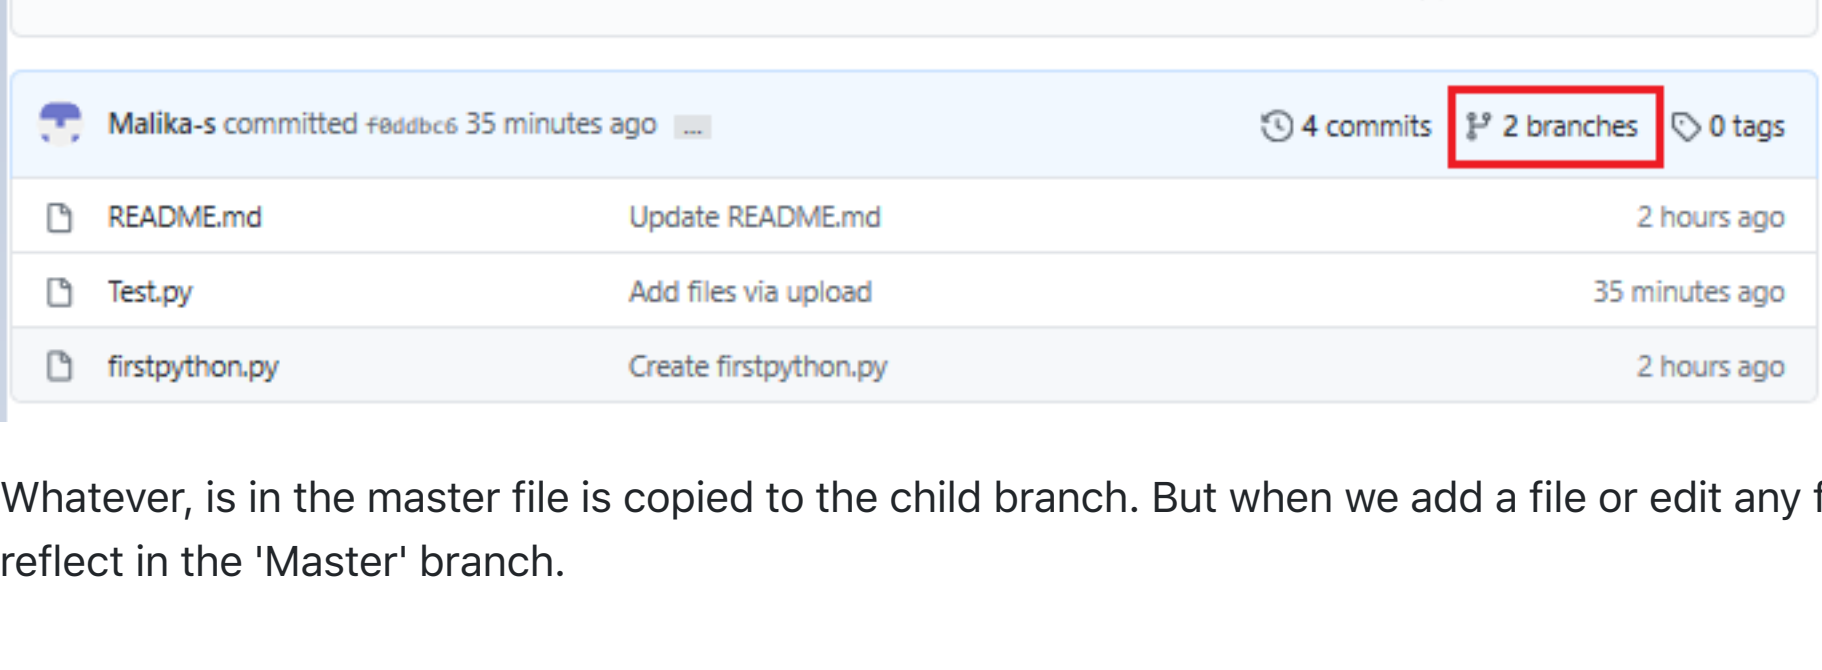 Malika-s committed f0ddbc6 35 minutes ago ... 4 commits 2 branches 0 tags
README.md Update README.md 2 hours ago
Test.py Add files via upload 35 minutes ago
firstpython.py Create firstpython.py 2 hours ago
Whatever, is in the master file is copied to the child branch. But when we add a file or edit any
reflect in the 'Master' branch.